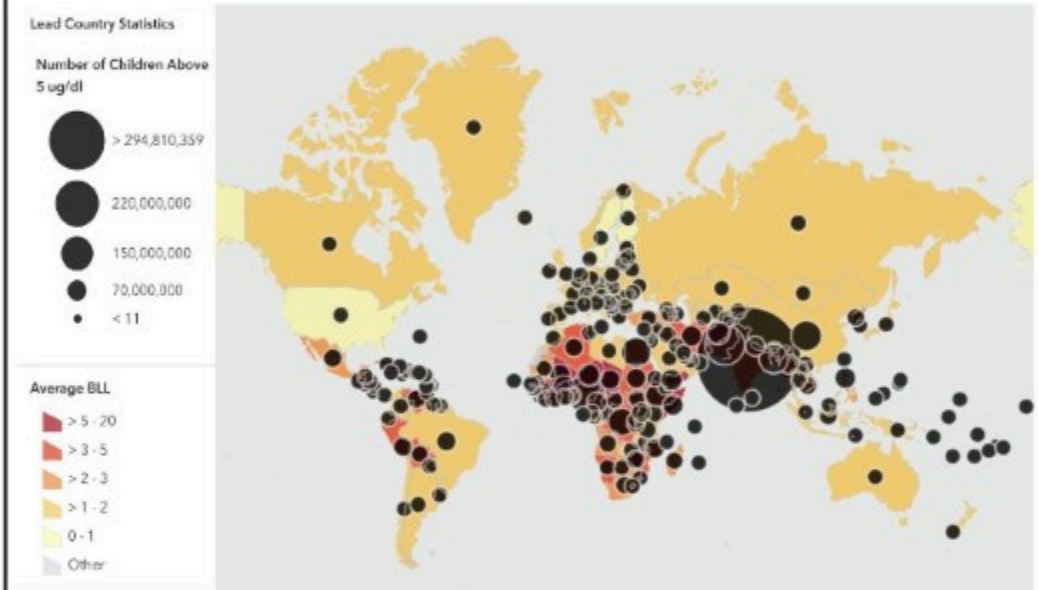 Lead Country Statistics
Number of Children Above
5 ug/dl
> 294,810,359
220,000,000
150,000,000
70,000,000
< 11
Average BLL
> 5 - 20
> 3 - 5
> 2 - 3
> 1 - 2
0 - 1
Other